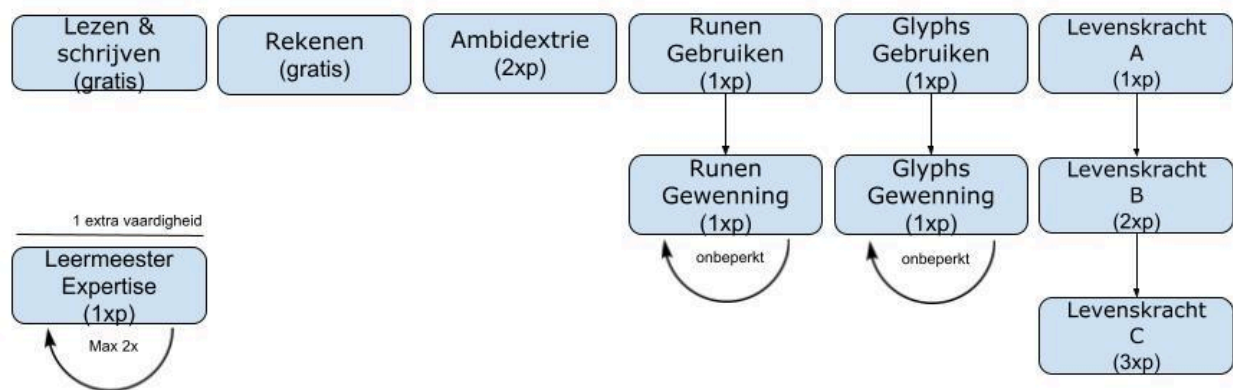 Lezen &
schrijven
(gratis)
Rekenen
(gratis)
Ambidextrie
(2xp)
Runen
Gebruiken
(1xp)
Glyphs
Gebruiken
(1xp)
Levenskracht
A
(1xp)
Runen
Gewenning
(1xp)
onbeperkt
Glyphs
Gewenning
(1xp)
onbeperkt
Levenskracht
B
(2xp)
1 extra vaardigheid
Leermeester
Expertise
(1xp)
Max 2x
Levenskracht
C
(3xp)